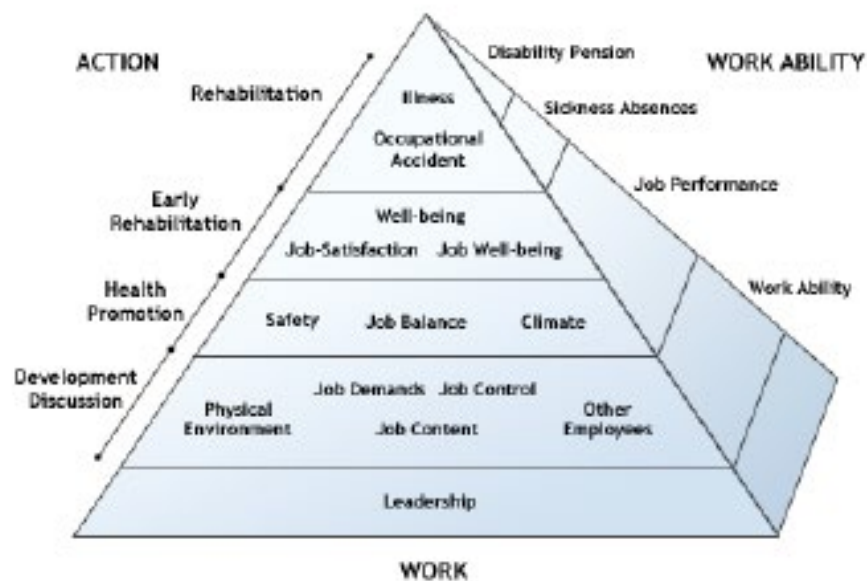 ACTION
WORK ABILITY
Disability Pension
Rehabilitation
Illness
Sickness Absences
Occupational
Accident
Job Performance
Early
Rehabilitation
Well-being
Job-Satisfaction Job Well-being
Health
Promotion
Work Ability
Safety Job Balance Climate
Development
Discussion
Job Demands Job Control
Physical
Environment
Other
Employees
Job Content
Leadership
WORK